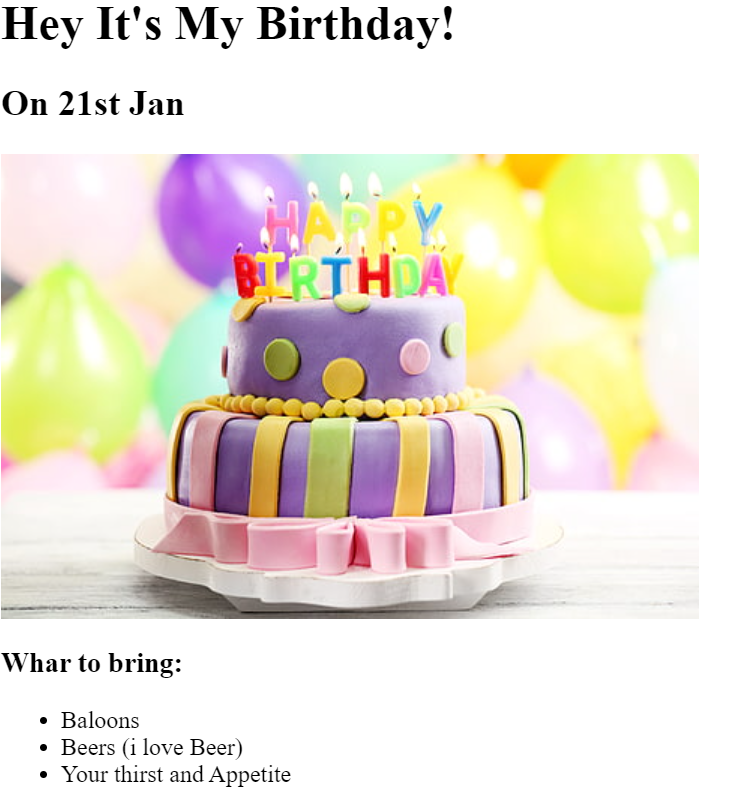 Hey It's My Birthday!
On 21st Jan
HAPPY
BIRTHDAY
Whar to bring:
Baloons
Beers (i love Beer)
Your thirst and Appetite